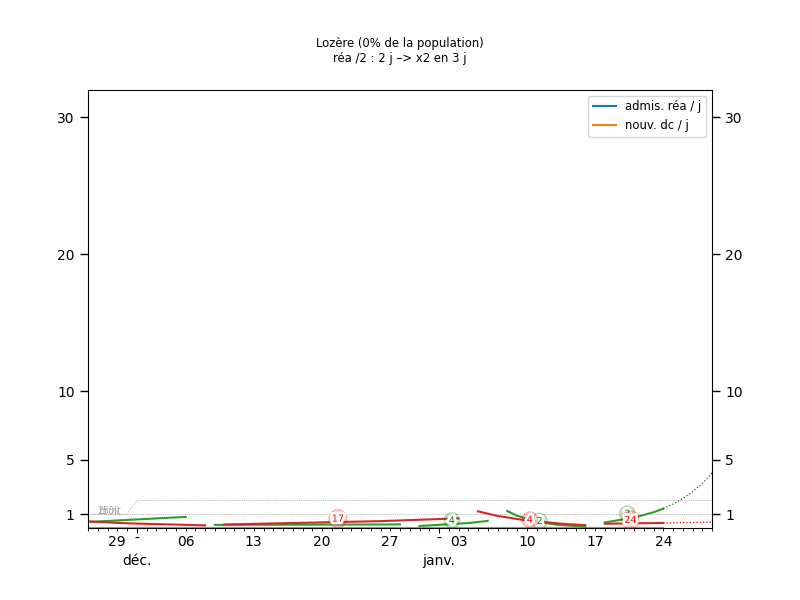 Lozère (0% de la population)
réa /2 : 2 j –> x2 en 3 j
admis. réa / j
nouv. dc / j
30 30
20 20
10 10
5 5
1 1
17 4 4 2 24
29 - 06 13 20 27 - 03 10 17 24
déc. janv.